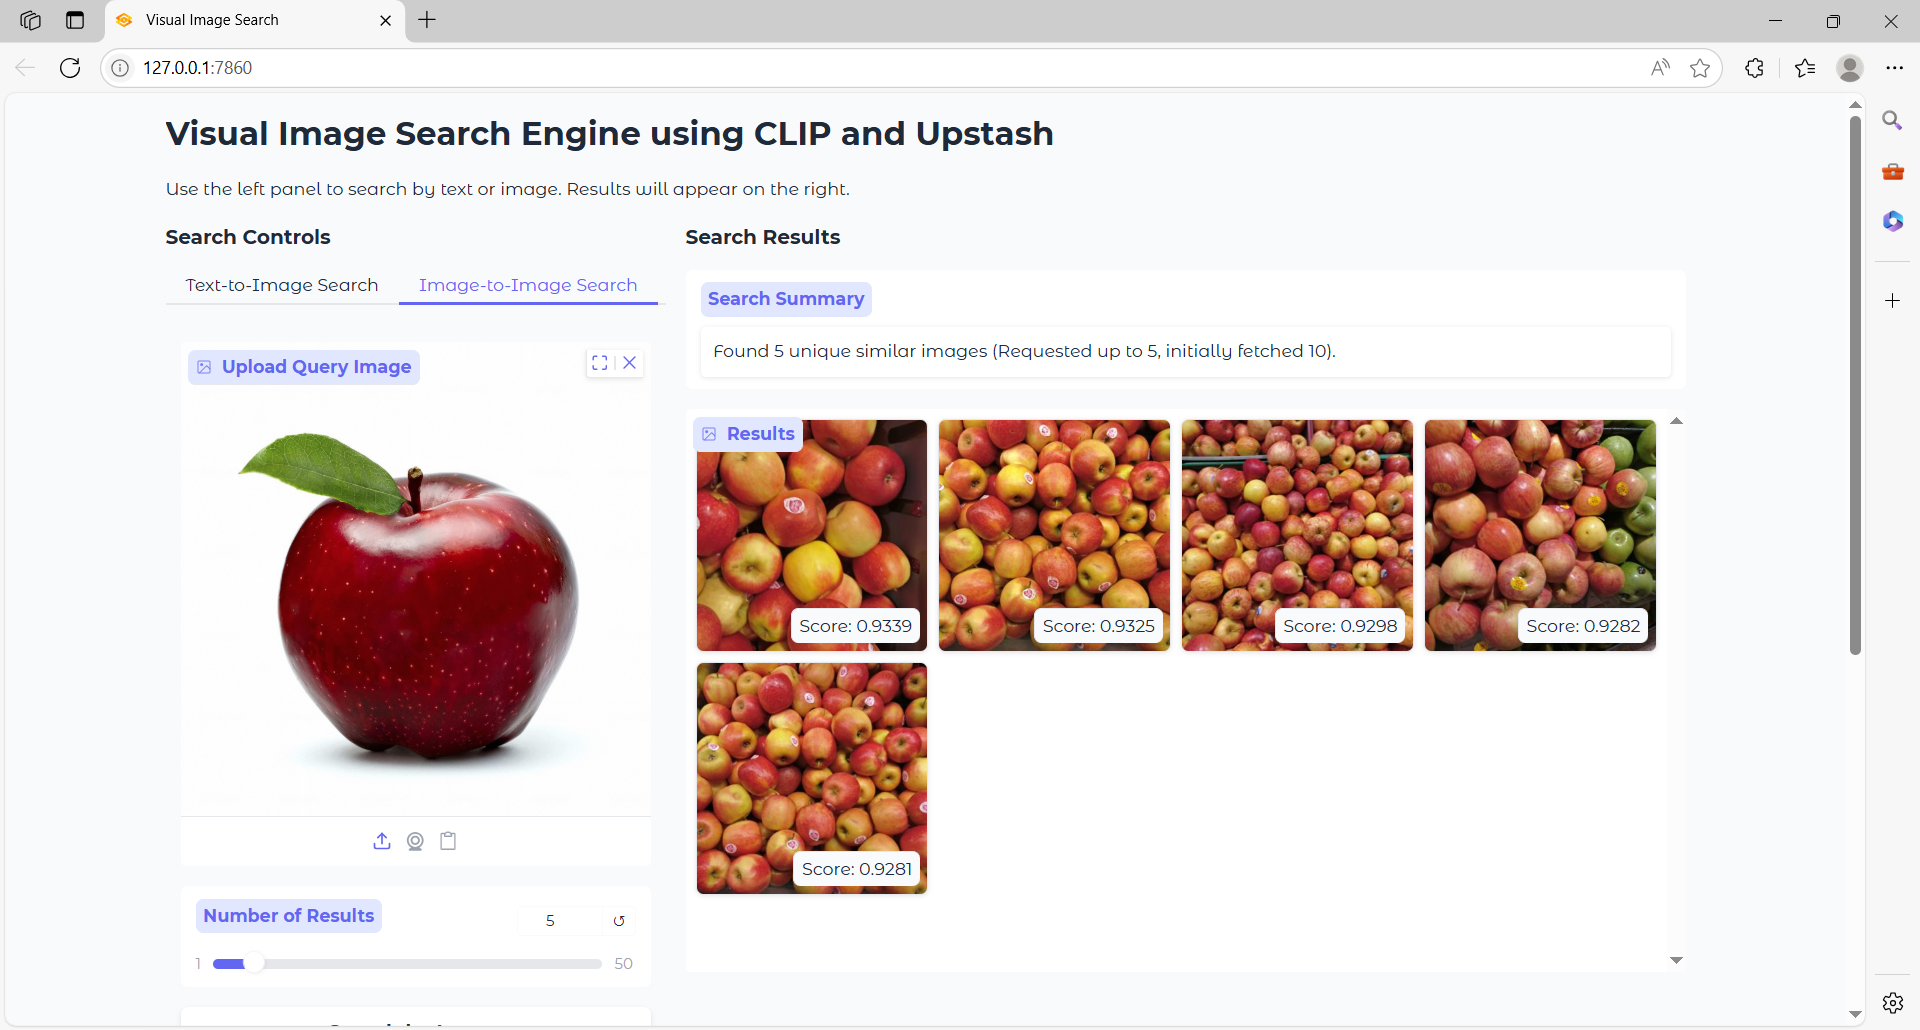 Visual Image Search
127.0.0.1:7860
Visual Image Search Engine using CLIP and Upstash
Use the left panel to search by text or image. Results will appear on the right.
Search Controls
Text-to-Image Search
Image-to-Image Search
Upload Query Image
Number of Results
5
1
50
Search Results
Search Summary
Found 5 unique similar images (Requested up to 5, initially fetched 10).
Results
Score: 0.9339
Score: 0.9325
Score: 0.9298
Score: 0.9282
Score: 0.9281